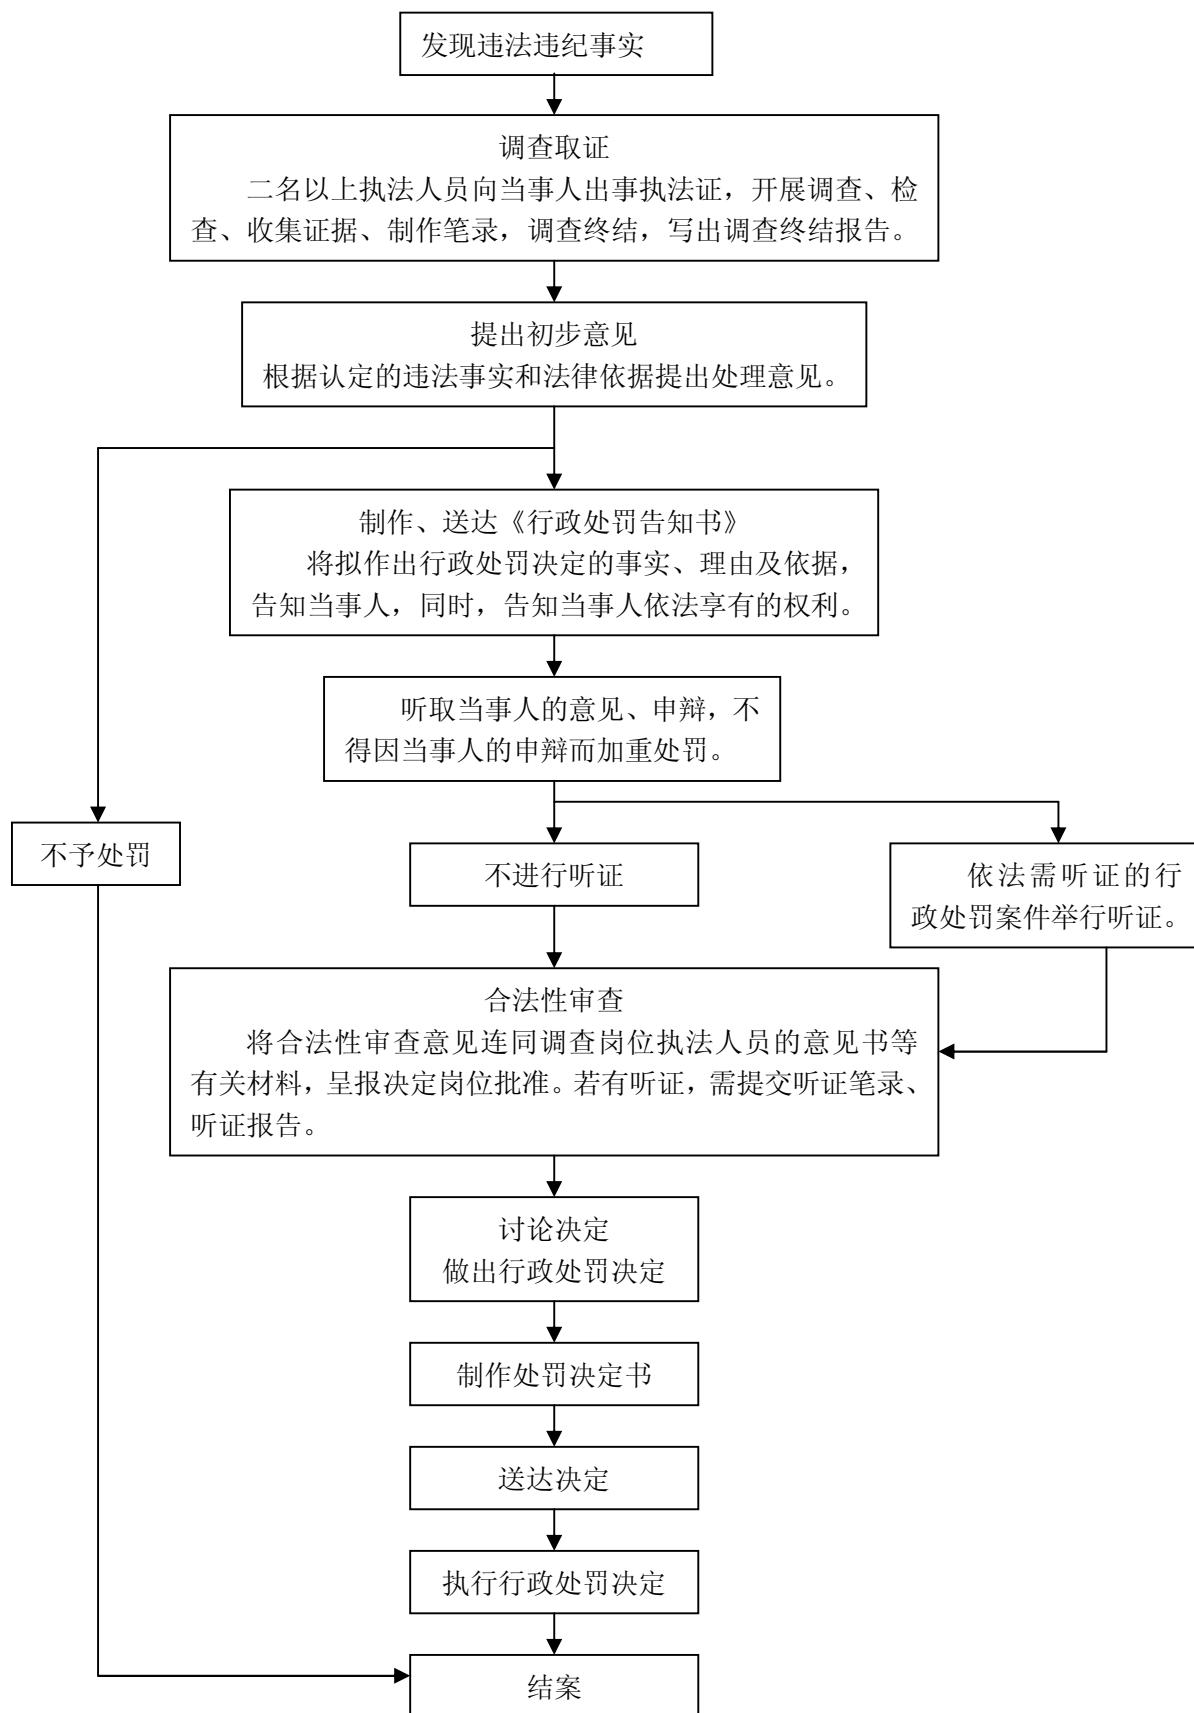 发现违法违纪事实
调查取证
二名以上执法人员向当事人出事执法证，开展调查、检
查、收集证据、制作笔录，调查终结，写出调查终结报告。
提出初步意见
根据认定的违法事实和法律依据提出处理意见。
制作、送达《行政处罚告知书》
将拟作出行政处罚决定的事实、理由及依据，
告知当事人，同时，告知当事人依法享有的权利。
听取当事人的意见、申辩，不
得因当事人的申辩而加重处罚。
不予处罚
不进行听证
依法需听证的行
政处罚案件举行听证。
合法性审查
将合法性审查意见连同调查岗位执法人员的意见书等
有关材料，呈报决定岗位批准。若有听证，需提交听证笔录、
听证报告。
讨论决定
做出行政处罚决定
制作处罚决定书
送达决定
执行行政处罚决定
结案